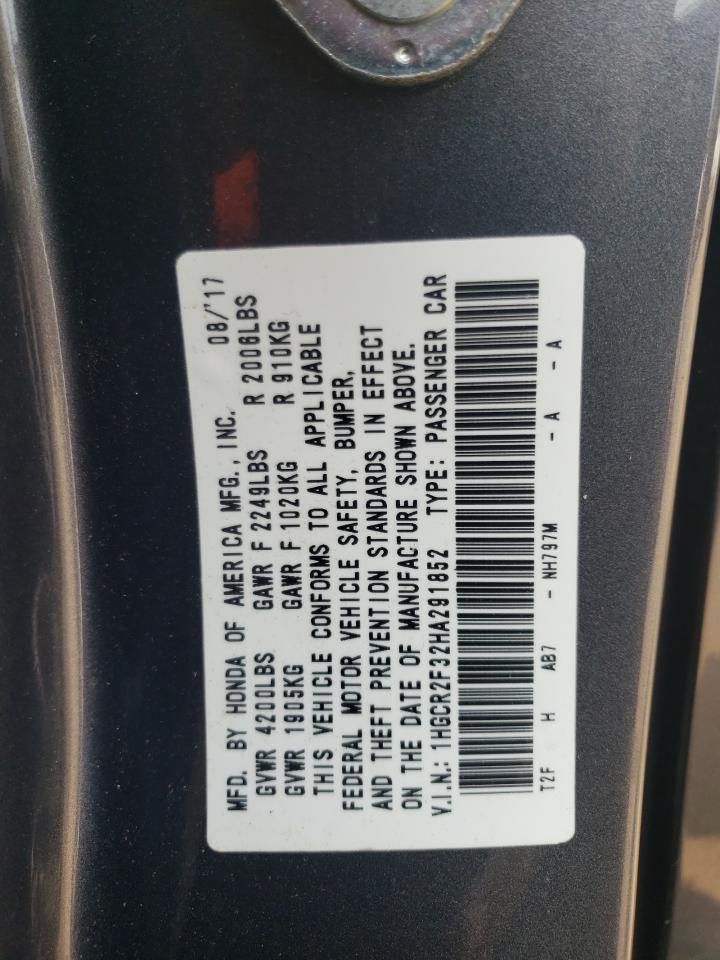 MFD. BY HONDA OF AMERICA MFG., INC. 08/'17
GVWR 4200LBS GAWR F 2249LBS R 2006LBS
GVWR 1905KG GAWR F 1020KG R 910KG
THIS VEHICLE CONFORMS TO ALL APPLICABLE
FEDERAL MOTOR VEHICLE SAFETY, BUMPER,
AND THEFT PREVENTION STANDARDS IN EFFECT
ON THE DATE OF MANUFACTURE SHOWN ABOVE.
V.I.N.: 1HGCR2F32HA291852 TYPE: PASSENGER CAR
T2F H AB7 - NH797M - A - A